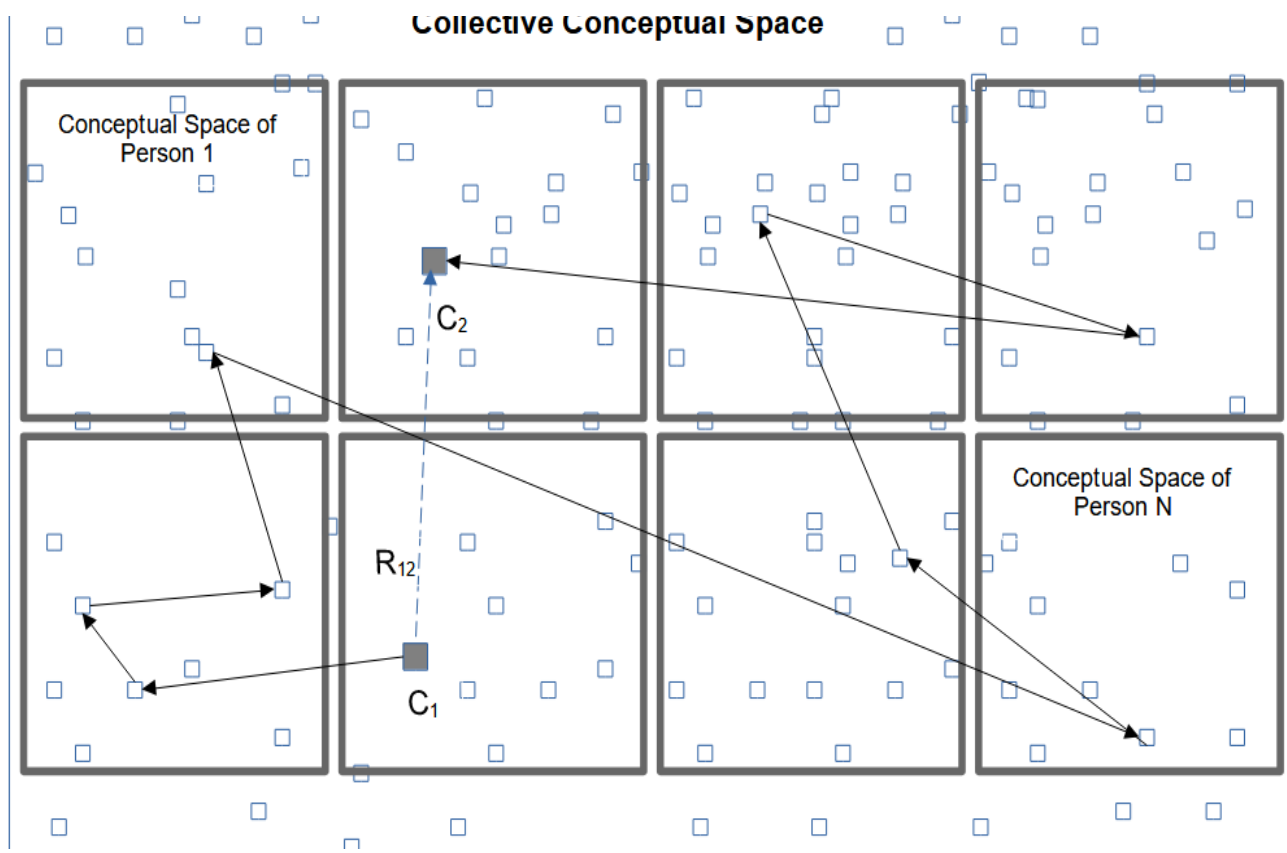 Collective Conceptual Space
Conceptual Space of
Person 1
C₂
Conceptual Space of
Person N
R₁₂
C₁